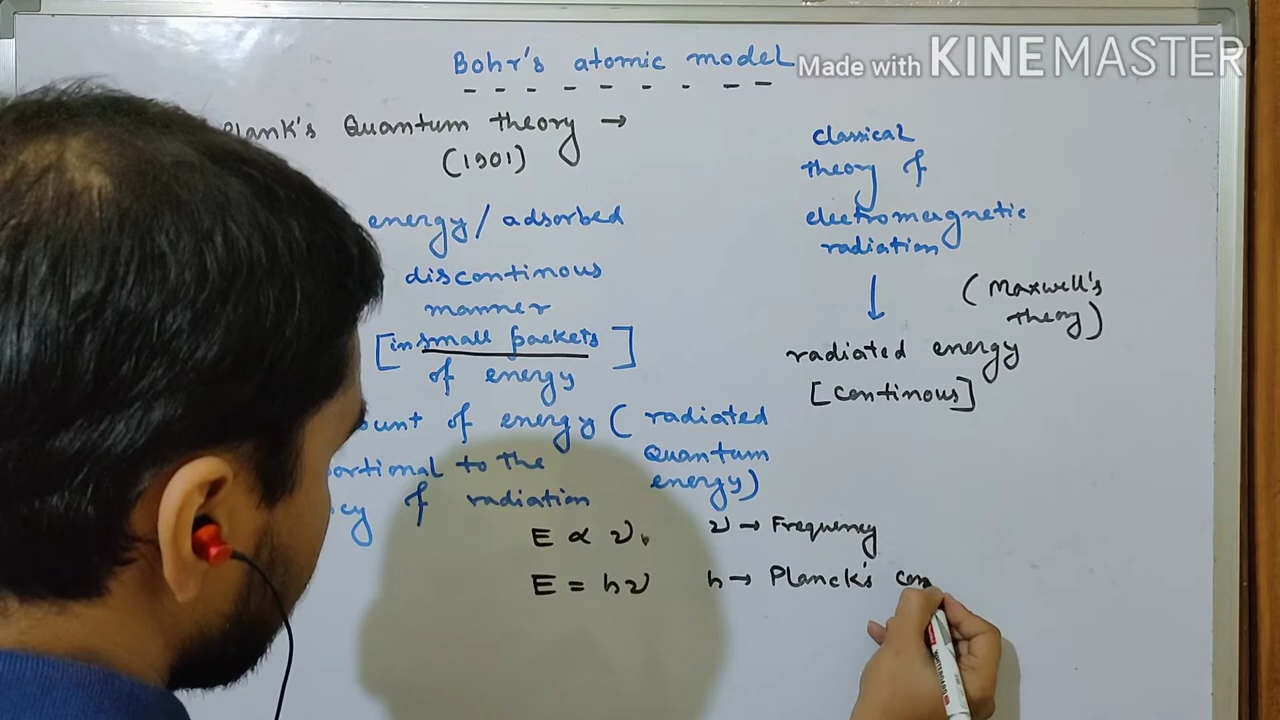 Bohr's atomic model
Made with KINEMASTER
Plank's Quantum theory →
(1901)
energy/adsorbed
discontinous
manner
[in small packets]
of energy
of energy (radiated
Quantum
energy)
to the
of radiation
E ∝ ν, ν → Frequency
E = hν h → Planck's
classical
theory of
electromagnetic
radiation
↓
(Maxwell's
theory)
radiated energy
[continous]